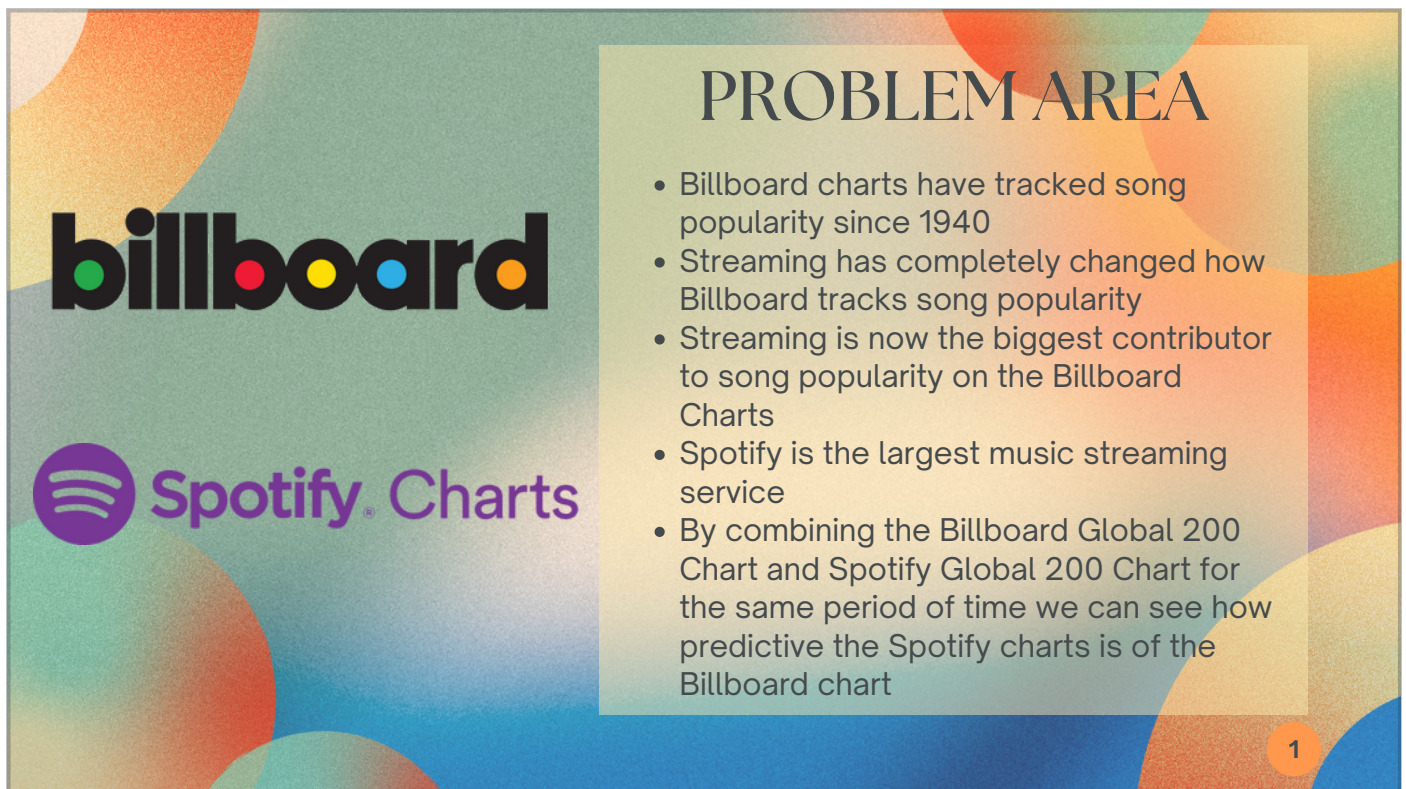 billboard
Spotify® Charts
PROBLEM AREA
• Billboard charts have tracked song
popularity since 1940
• Streaming has completely changed how
Billboard tracks song popularity
• Streaming is now the biggest contributor
to song popularity on the Billboard
Charts
• Spotify is the largest music streaming
service
• By combining the Billboard Global 200
Chart and Spotify Global 200 Chart for
the same period of time we can see how
predictive the Spotify charts is of the
Billboard chart
1